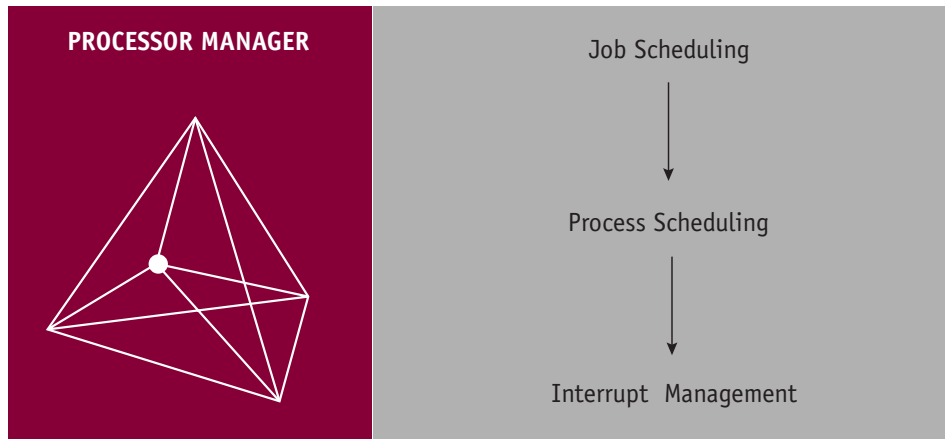 PROCESSOR MANAGER
Job Scheduling
Process Scheduling
Interrupt Management